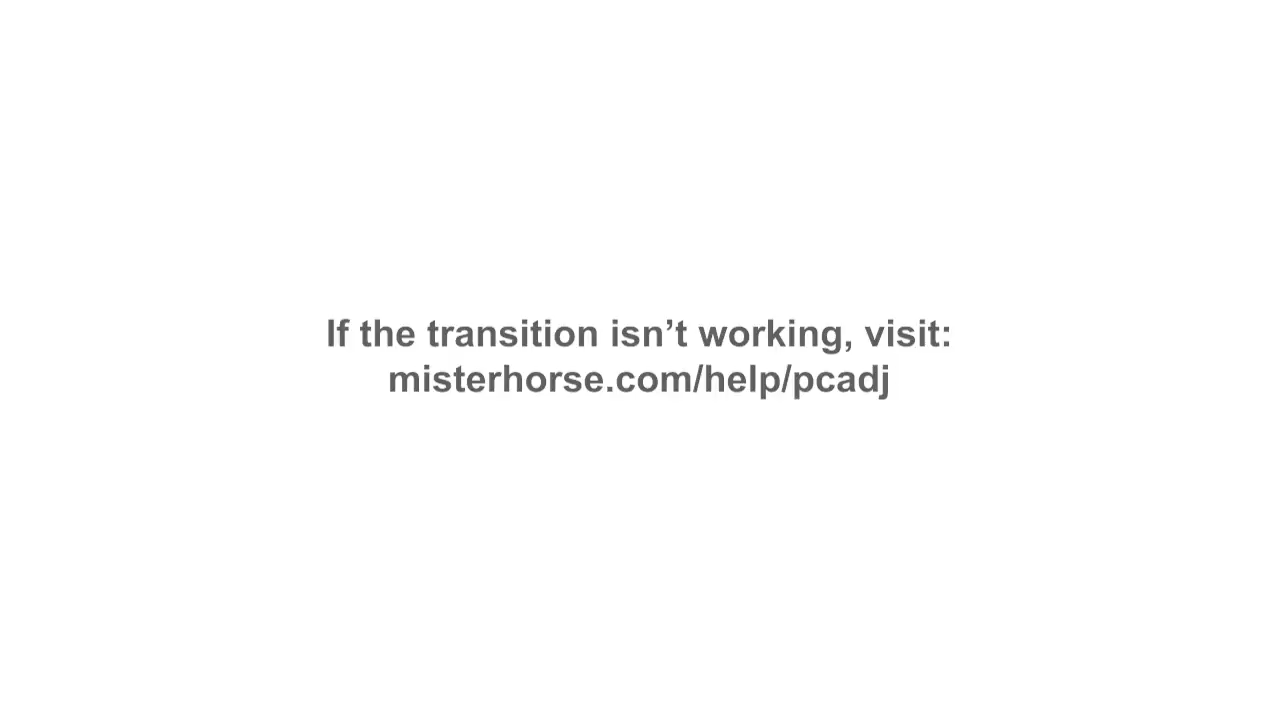 If the transition isn’t working, visit:
misterhorse.com/help/pcadj